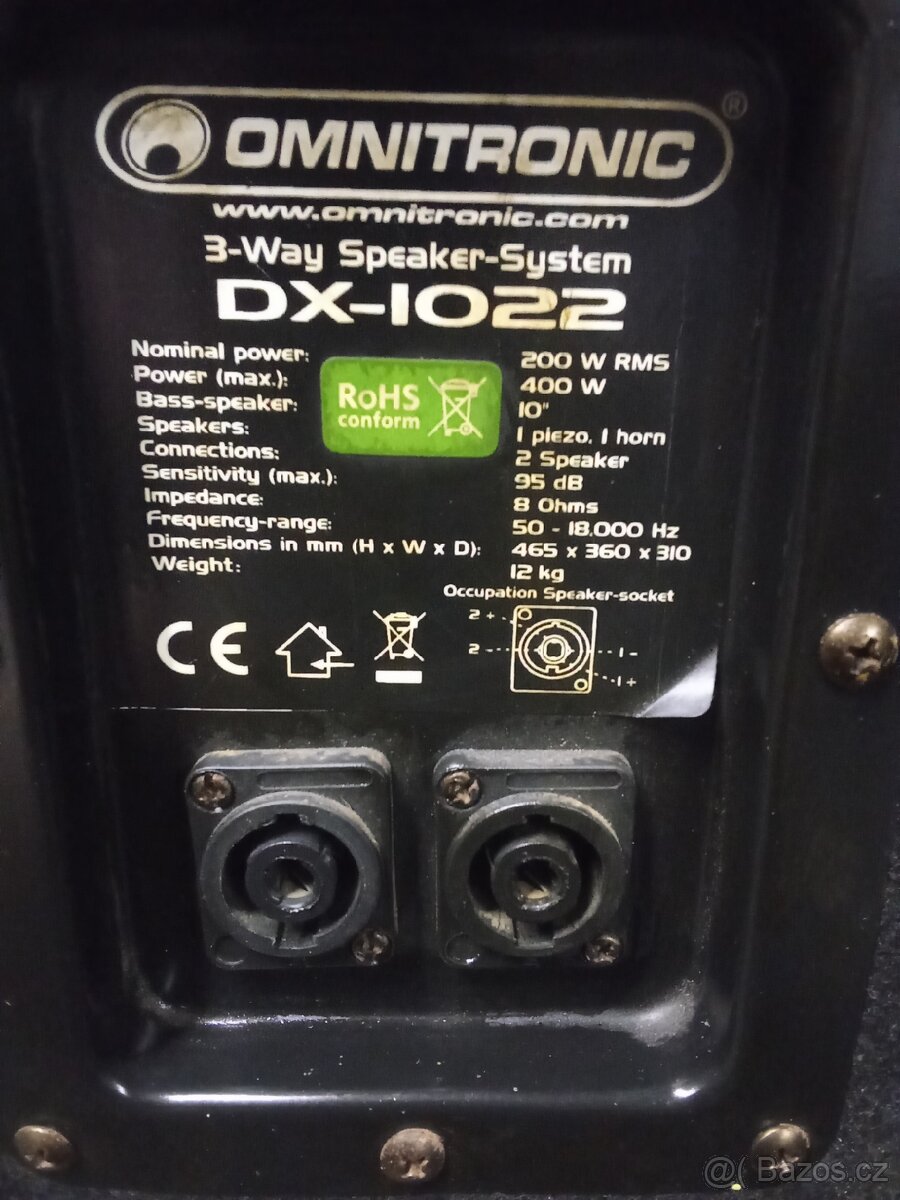 OMNITRONIC ®
www.omnitronic.com
3-Way Speaker-System
DX-1022
Nominal power: 200 W RMS
Power (max.): 400 W
Bass-speaker: 10"
Speakers: 1 piezo, 1 horn
Connections: 2 Speaker
Sensitivity (max.): 95 dB
Impedance: 8 Ohms
Frequency-range: 50 - 18.000 Hz
Dimensions in mm (H x W x D): 465 x 360 x 310
Weight: 12 kg
RoHS
conform
Occupation Speaker-socket
2+
2- 1-
1+
CE
@( Bazos.cz